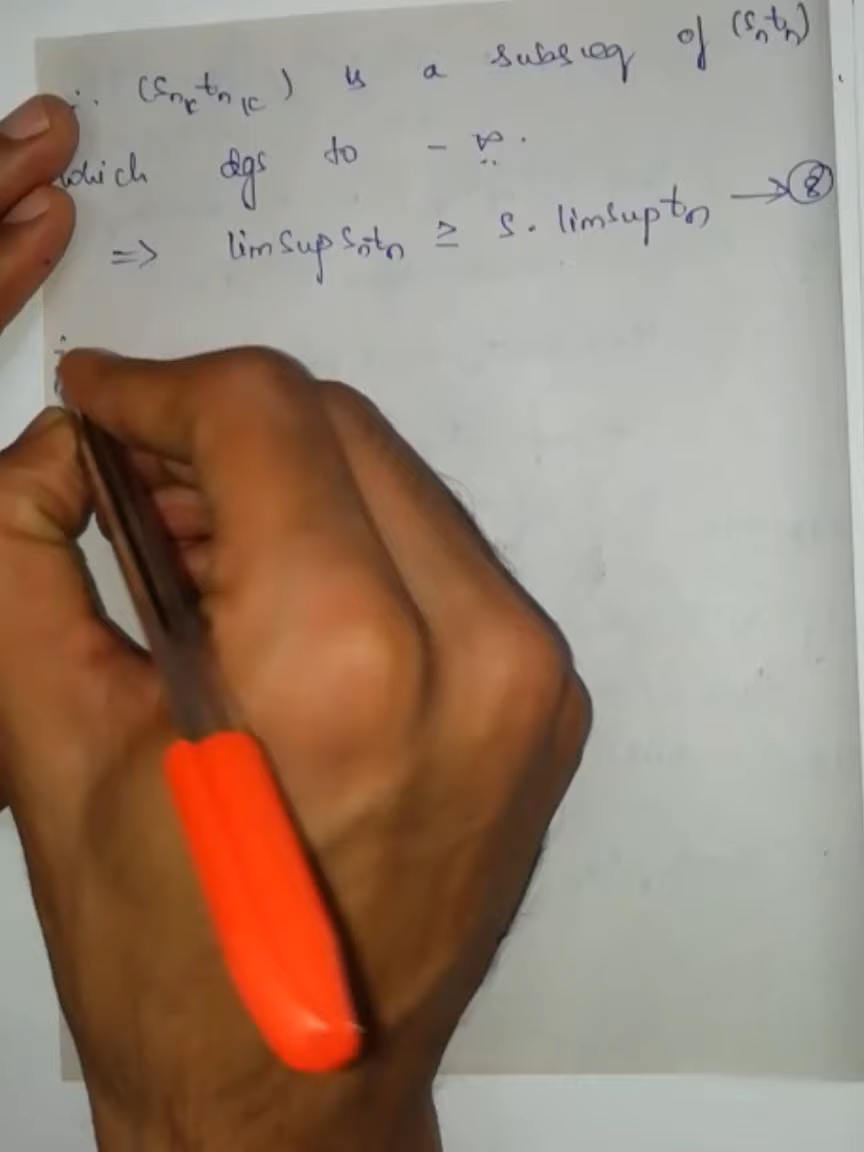 ∴ (s_{n_k} t_{n_k}) is a subseq of (s_n t_n)
which dgs to - ∞.
⇒ limsup s_n t_n ≥ s. limsup t_n → ⑧